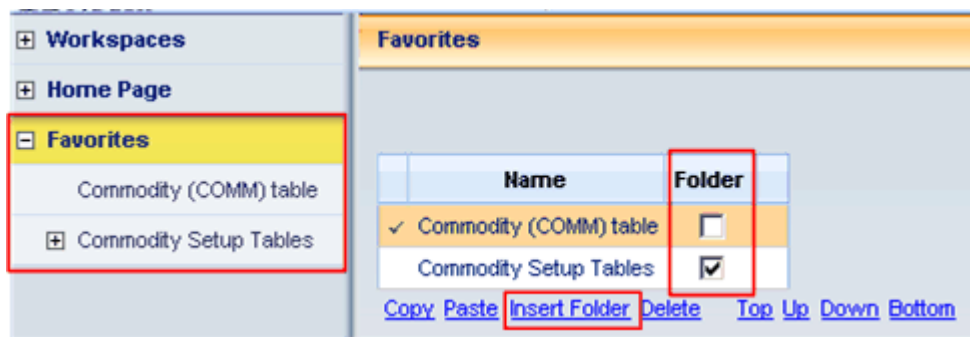 Workspaces
Home Page
Favorites
Commodity (COMM) table
Commodity Setup Tables
Favorites
Name Folder
Commodity (COMM) table
Commodity Setup Tables
Copy Paste Insert Folder Delete Top Up Down Bottom